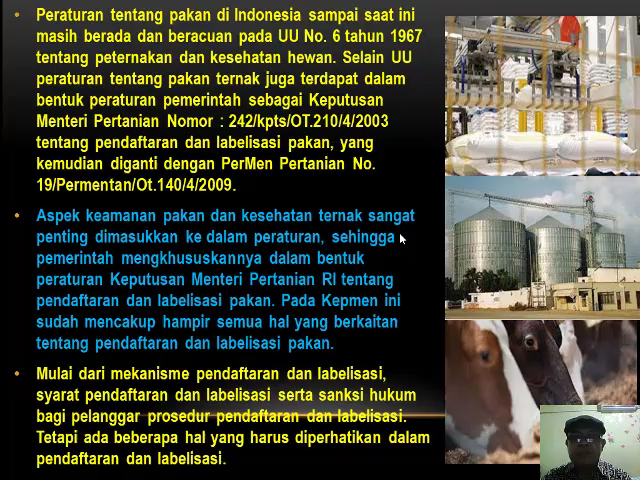 • Peraturan tentang pakan di Indonesia sampai saat ini
masih berada dan beracuan pada UU No. 6 tahun 1967
tentang peternakan dan kesehatan hewan. Selain UU
peraturan tentang pakan ternak juga terdapat dalam
bentuk peraturan pemerintah sebagai Keputusan
Menteri Pertanian Nomor : 242/kpts/OT.210/4/2003
tentang pendaftaran dan labelisasi pakan, yang
kemudian diganti dengan PerMen Pertanian No.
19/Permentan/Ot.140/4/2009.
• Aspek keamanan pakan dan kesehatan ternak sangat
penting dimasukkan ke dalam peraturan, sehingga
pemerintah mengkhususkannya dalam bentuk
peraturan Keputusan Menteri Pertanian RI tentang
pendaftaran dan labelisasi pakan. Pada Kepmen ini
sudah mencakup hampir semua hal yang berkaitan
tentang pendaftaran dan labelisasi pakan.
• Mulai dari mekanisme pendaftaran dan labelisasi,
syarat pendaftaran dan labelisasi serta sanksi hukum
bagi pelanggar prosedur pendaftaran dan labelisasi.
Tetapi ada beberapa hal yang harus diperhatikan dalam
pendaftaran dan labelisasi.